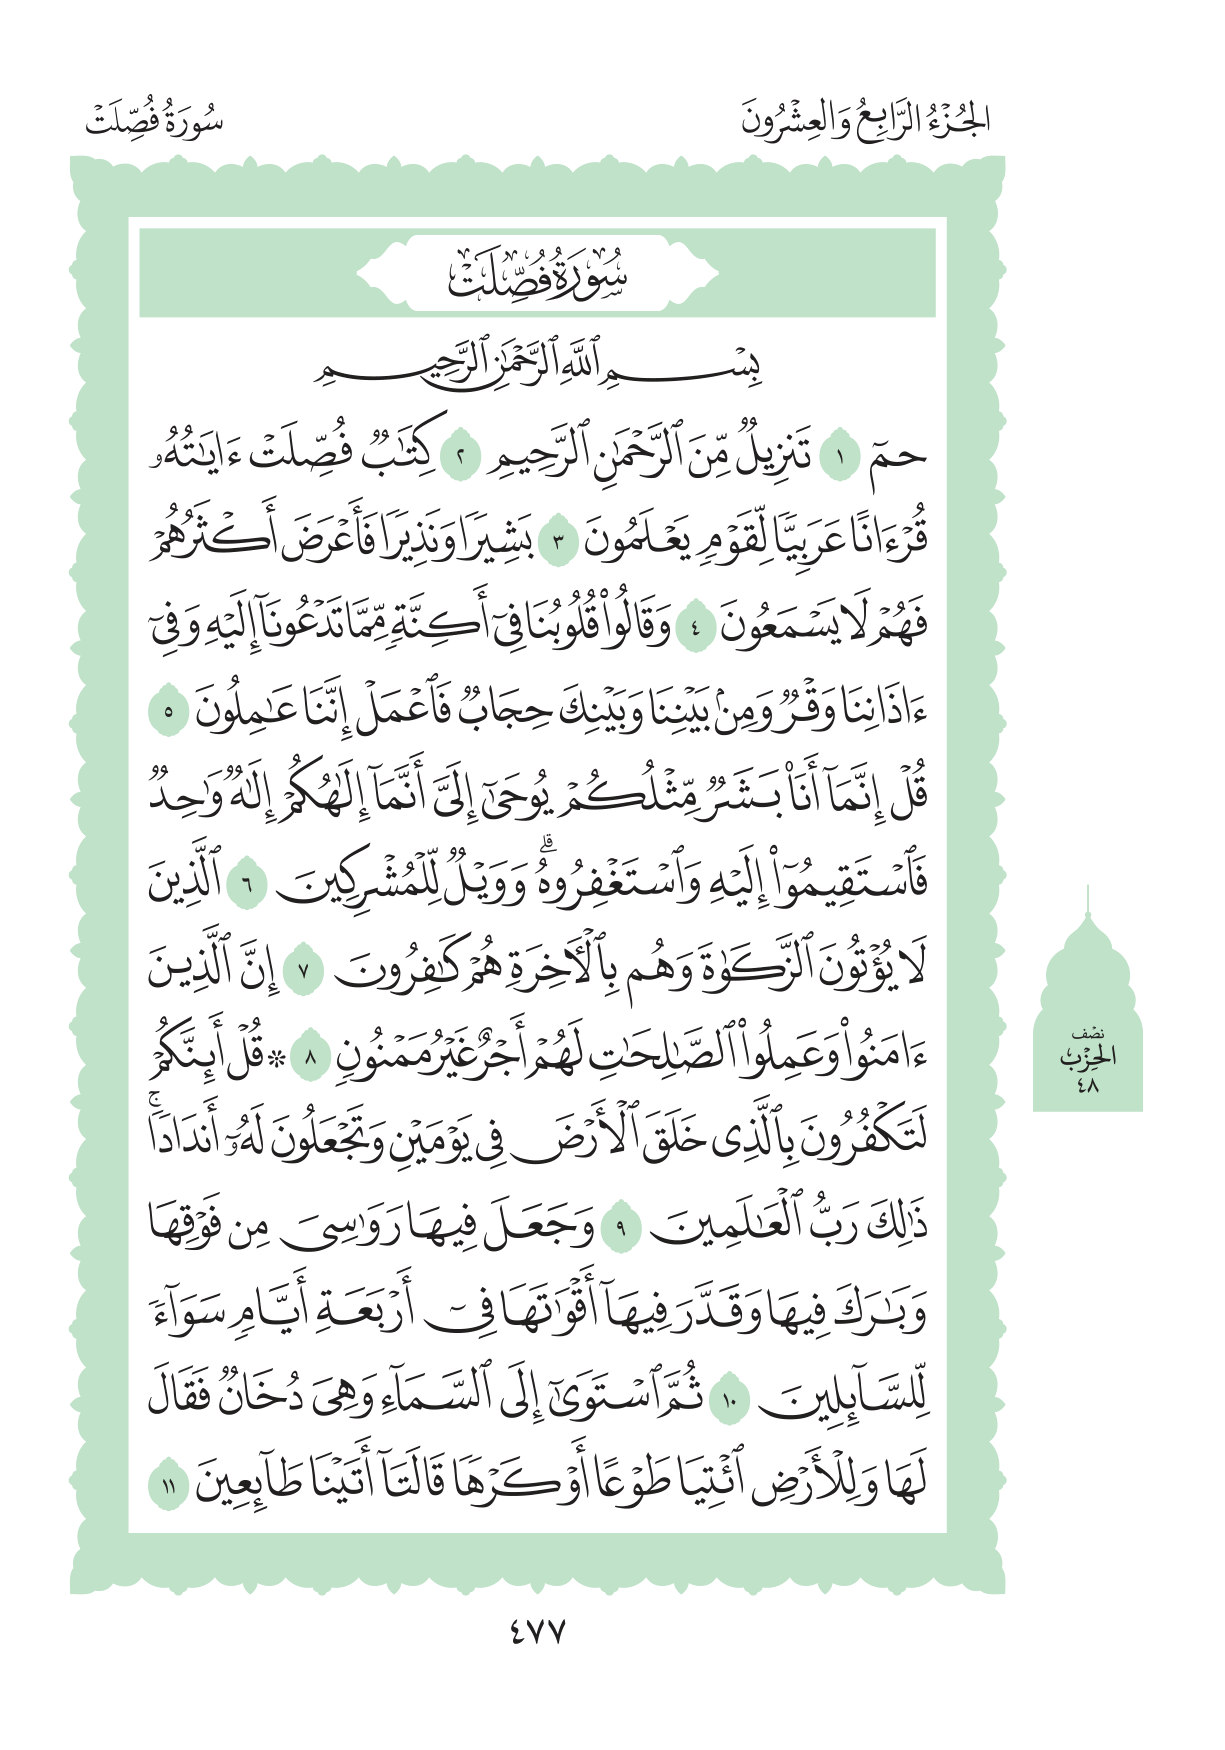 الجُزْءُ الرَّابِعُ وَالعِشْرُونَ
سُورَةُ فُصِّلَتْ
سُورَةُ فُصِّلَتْ
بِسْمِ ٱللَّهِ ٱلرَّحْمَٰنِ ٱلرَّحِيمِ
حمٓ ١ تَنزِيلٌ مِّنَ ٱلرَّحْمَٰنِ ٱلرَّحِيمِ ٢ كِتَٰبٌ فُصِّلَتْ ءَايَٰتُهُۥ
قُرْءَانًا عَرَبِيًّا لِّقَوْمٍ يَعْلَمُونَ ٣ بَشِيرًا وَنَذِيرًا فَأَعْرَضَ أَكْثَرُهُمْ
فَهُمْ لَا يَسْمَعُونَ ٤ وَقَالُوا۟ قُلُوبُنَا فِىٓ أَكِنَّةٍ مِّمَّا تَدْعُونَآ إِلَيْهِ وَفِىٓ
ءَاذَانِنَا وَقْرٌ وَمِنۢ بَيْنِنَا وَبَيْنِكَ حِجَابٌ فَٱعْمَلْ إِنَّنَا عَٰمِلُونَ ٥
قُلْ إِنَّمَآ أَنَا۠ بَشَرٌ مِّثْلُكُمْ يُوحَىٰٓ إِلَىَّ أَنَّمَآ إِلَٰهُكُمْ إِلَٰهٌ وَٰحِدٌ
فَٱسْتَقِيمُوٓا۟ إِلَيْهِ وَٱسْتَغْفِرُوهُ ۗ وَوَيْلٌ لِّلْمُشْرِكِينَ ٦ ٱلَّذِينَ
لَا يُؤْتُونَ ٱلزَّكَوٰةَ وَهُم بِٱلْءَاخِرَةِ هُمْ كَٰفِرُونَ ٧ إِنَّ ٱلَّذِينَ
ءَامَنُوا۟ وَعَمِلُوا۟ ٱلصَّٰلِحَٰتِ لَهُمْ أَجْرٌ غَيْرُ مَمْنُونٍ ٨ ۞ قُلْ أَئِنَّكُمْ
لَتَكْفُرُونَ بِٱلَّذِى خَلَقَ ٱلْأَرْضَ فِى يَوْمَيْنِ وَتَجْعَلُونَ لَهُۥٓ أَندَادًا ۚ
ذَٰلِكَ رَبُّ ٱلْعَٰلَمِينَ ٩ وَجَعَلَ فِيهَا رَوَٰسِىَ مِن فَوْقِهَا
وَبَٰرَكَ فِيهَا وَقَدَّرَ فِيهَآ أَقْوَٰتَهَا فِىٓ أَرْبَعَةِ أَيَّامٍ سَوَآءً
لِّلسَّآئِلِينَ ١٠ ثُمَّ ٱسْتَوَىٰٓ إِلَى ٱلسَّمَآءِ وَهِىَ دُخَانٌ فَقَالَ
لَهَا وَلِلْأَرْضِ ٱئْتِيَا طَوْعًا أَوْ كَرْهًا قَالَتَآ أَتَيْنَا طَآئِعِينَ ١١
نصْف
الحِزْب
٤٨
٤٧٧